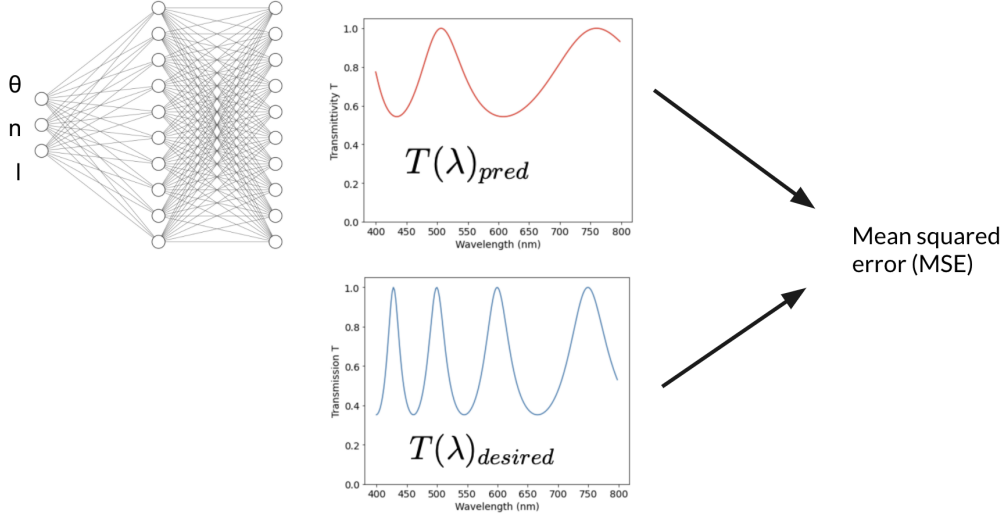 θ
n
l
Transmittivity T
1.0
0.8
0.6
0.4
0.2
0.0
T(λ)pred
400 450 500 550 600 650 700 750 800
Wavelength (nm)
Mean squared
error (MSE)
Transmission T
1.0
0.8
0.6
0.4
0.2
0.0
T(λ)desired
400 450 500 550 600 650 700 750 800
Wavelength (nm)